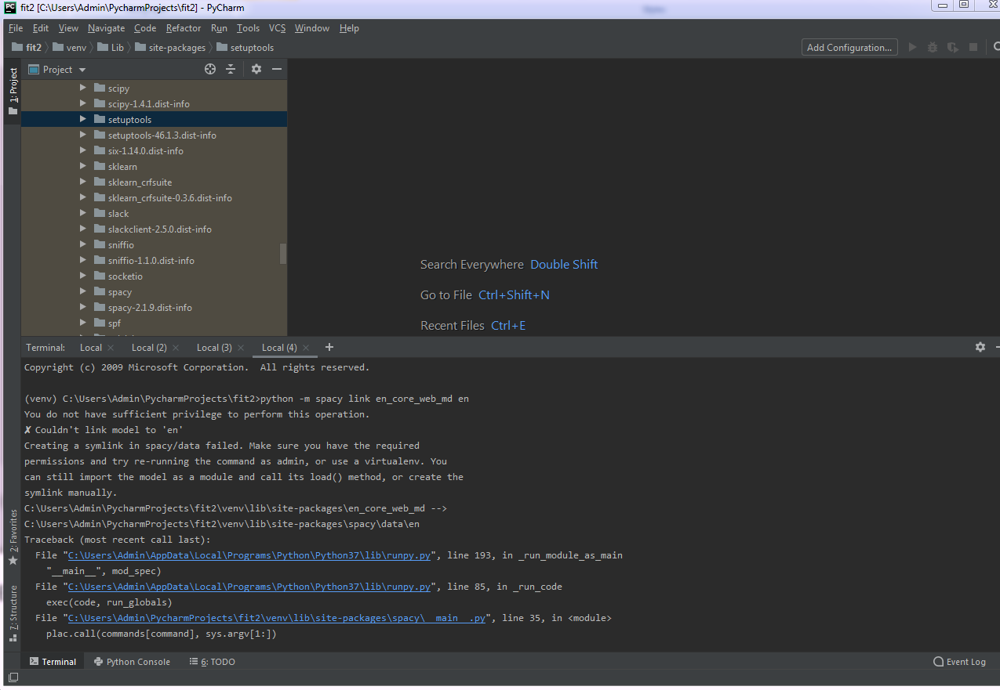 fit2 [C:\Users\Admin\PycharmProjects\fit2] - PyCharm
File Edit View Navigate Code Refactor Run Tools VCS Window Help
fit2 venv Lib site-packages setuptools Add Configuration...
1: Project
Project
scipy
scipy-1.4.1.dist-info
setuptools
setuptools-46.1.3.dist-info
six-1.14.0.dist-info
sklearn
sklearn_crfsuite
sklearn_crfsuite-0.3.6.dist-info
slack
slackclient-2.5.0.dist-info
sniffio
sniffio-1.1.0.dist-info
socketio
spacy
spacy-2.1.9.dist-info
spf
Search Everywhere Double Shift
Go to File Ctrl+Shift+N
Recent Files Ctrl+E
Terminal: Local Local (2) Local (3) Local (4)
Copyright (c) 2009 Microsoft Corporation.  All rights reserved.
(venv) C:\Users\Admin\PycharmProjects\fit2>python -m spacy link en_core_web_md en
You do not have sufficient privilege to perform this operation.
✗ Couldn't link model to 'en'
Creating a symlink in spacy/data failed. Make sure you have the required
permissions and try re-running the command as admin, or use a virtualenv. You
can still import the model as a module and call its load() method, or create the
symlink manually.
C:\Users\Admin\PycharmProjects\fit2\venv\lib\site-packages\en_core_web_md -->
C:\Users\Admin\PycharmProjects\fit2\venv\lib\site-packages\spacy\data\en
Traceback (most recent call last):
File "C:\Users\Admin\AppData\Local\Programs\Python\Python37\lib\runpy.py", line 193, in _run_module_as_main
"__main__", mod_spec)
File "C:\Users\Admin\AppData\Local\Programs\Python\Python37\lib\runpy.py", line 85, in _run_code
exec(code, run_globals)
File "C:\Users\Admin\PycharmProjects\fit2\venv\lib\site-packages\spacy\__main__.py", line 35, in <module>
plac.call(commands[command], sys.argv[1:])
2: Favorites
7: Structure
Terminal Python Console 6: TODO Event Log